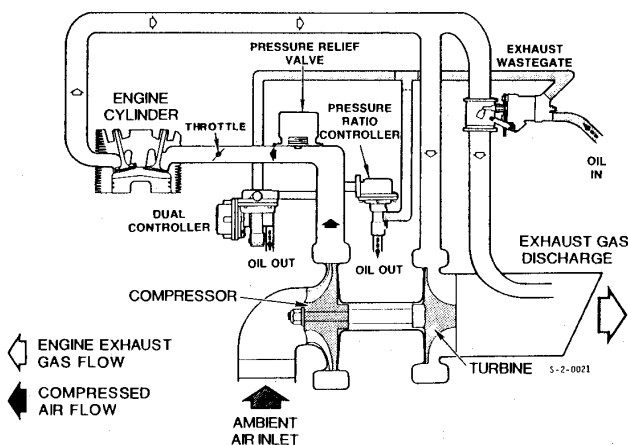 PRESSURE RELIEF
VALVE
EXHAUST
WASTEGATE
ENGINE
CYLINDER
THROTTLE
PRESSURE
RATIO
CONTROLLER
OIL
IN
DUAL
CONTROLLER
OIL OUT
OIL OUT
EXHAUST GAS
DISCHARGE
COMPRESSOR
ENGINE EXHAUST
GAS FLOW
TURBINE
S-2-0021
COMPRESSED
AIR FLOW
AMBIENT
AIR INLET